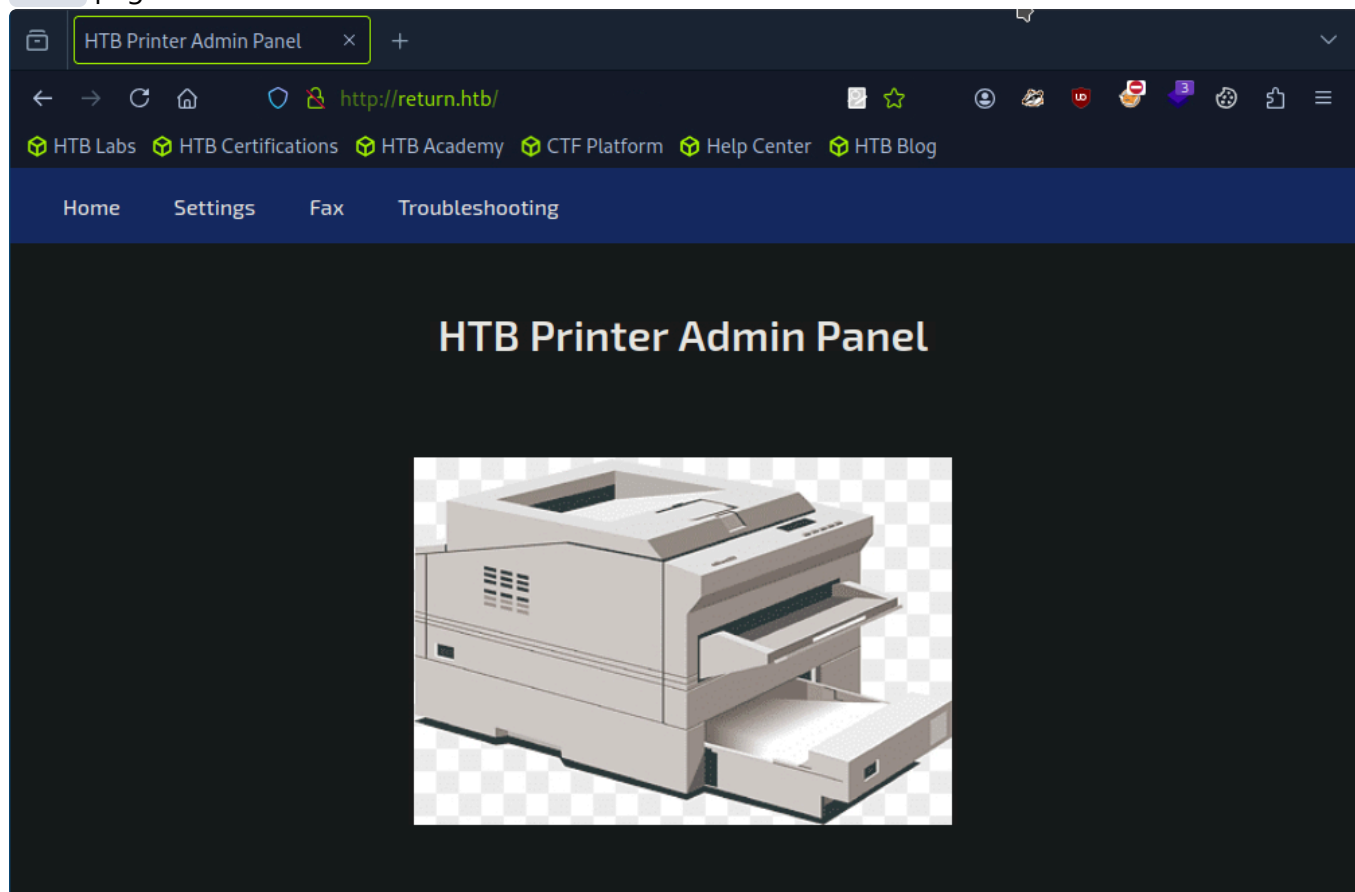 HTB Printer Admin Panel
http://return.htb/
3
HTB Labs HTB Certifications HTB Academy CTF Platform Help Center HTB Blog
Home Settings Fax Troubleshooting
HTB Printer Admin Panel